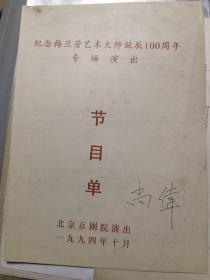 纪念梅兰芳艺术大师诞辰100周年
专场演出
节
目
单
尚伟
北京京剧院演出
一九九四年十月